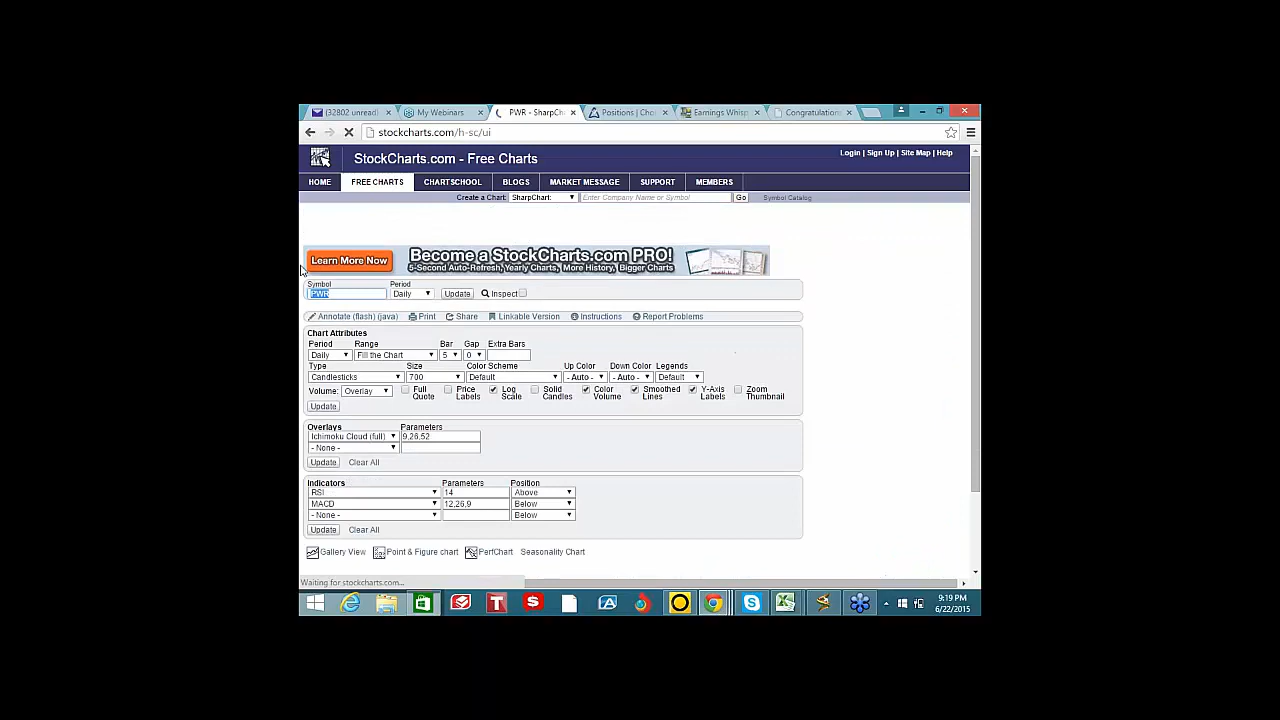 (32802 unread)
My Webinars
PWR - SharpCh
Positions | Cho
Earnings Whisp
Congratulations
stockcharts.com/h-sc/ui
StockCharts.com - Free Charts
Login | Sign Up | Site Map | Help
HOME FREE CHARTS CHARTSCHOOL BLOGS MARKET MESSAGE SUPPORT MEMBERS
Create a Chart: SharpChart: Enter Company Name or Symbol Go Symbol Catalog
Learn More Now
Become a StockCharts.com PRO!
5-Second Auto-Refresh, Yearly Charts, More History, Bigger Charts
Symbol Period
PWR Daily Update Inspect
Annotate (flash) (java) Print Share Linkable Version Instructions Report Problems
Chart Attributes
Period Range Bar Gap Extra Bars
Daily Fill the Chart 5 0
Type Size Color Scheme Up Color Down Color Legends
Candlesticks 700 Default - Auto - - Auto - Default
Volume: Overlay Full Quote Price Labels Log Scale Solid Candles Color Volume Smoothed Lines Y-Axis Labels Zoom Thumbnail
Update
Overlays Parameters
Ichimoku Cloud (full) 9,26,52
- None -
Update Clear All
Indicators Parameters Position
RSI 14 Above
MACD 12,26,9 Below
- None - Below
Update Clear All
Gallery View Point & Figure chart PerfChart Seasonality Chart
Waiting for stockcharts.com...
9:19 PM
6/22/2015